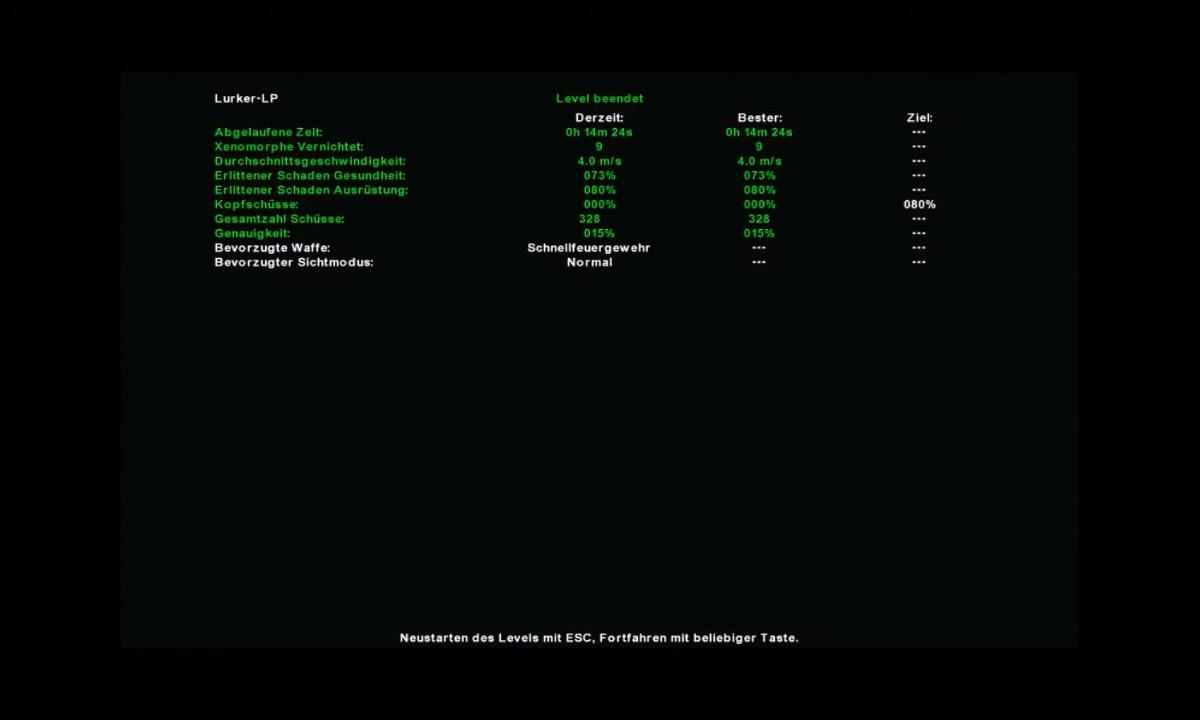 Lurker-LP Level beendet
Derzeit: Bester: Ziel:
Abgelaufene Zeit: 0h 14m 24s 0h 14m 24s ---
Xenomorphe Vernichtet: 9 9 ---
Durchschnittsgeschwindigkeit: 4.0 m/s 4.0 m/s ---
Erlittener Schaden Gesundheit: 073% 073% ---
Erlittener Schaden Ausrüstung: 080% 080% ---
Kopfschüsse: 000% 000% 080%
Gesamtzahl Schüsse: 328 328 ---
Genauigkeit: 015% 015% ---
Bevorzugte Waffe: Schnellfeuergewehr --- ---
Bevorzugter Sichtmodus: Normal --- ---
Neustarten des Levels mit ESC, Fortfahren mit beliebiger Taste.